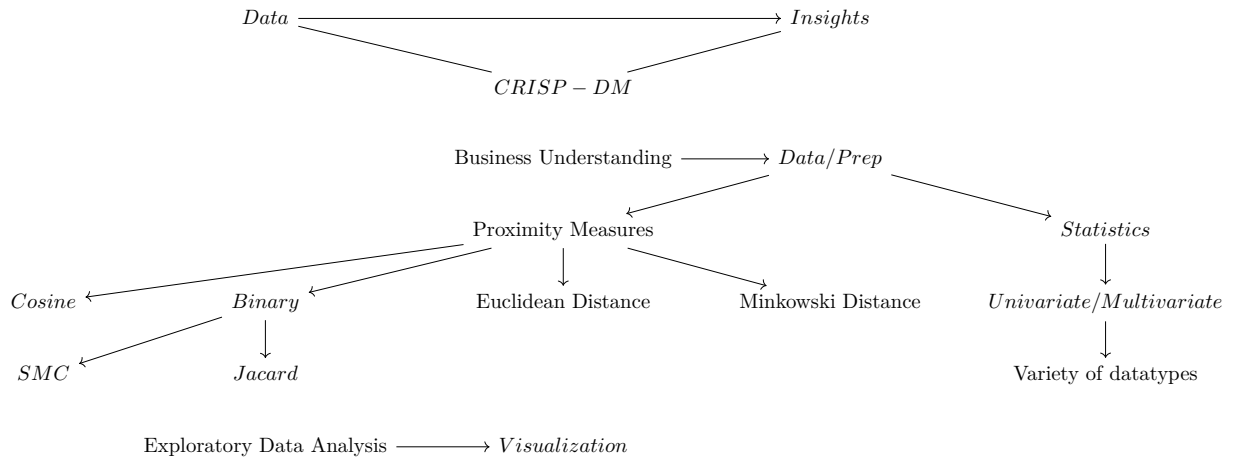 Data Insights
CRISP − DM
Business Understanding Data/Prep
Proximity Measures Statistics
Cosine Binary Euclidean Distance Minkowski Distance Univariate/Multivariate
SMC Jacard Variety of datatypes
Exploratory Data Analysis Visualization